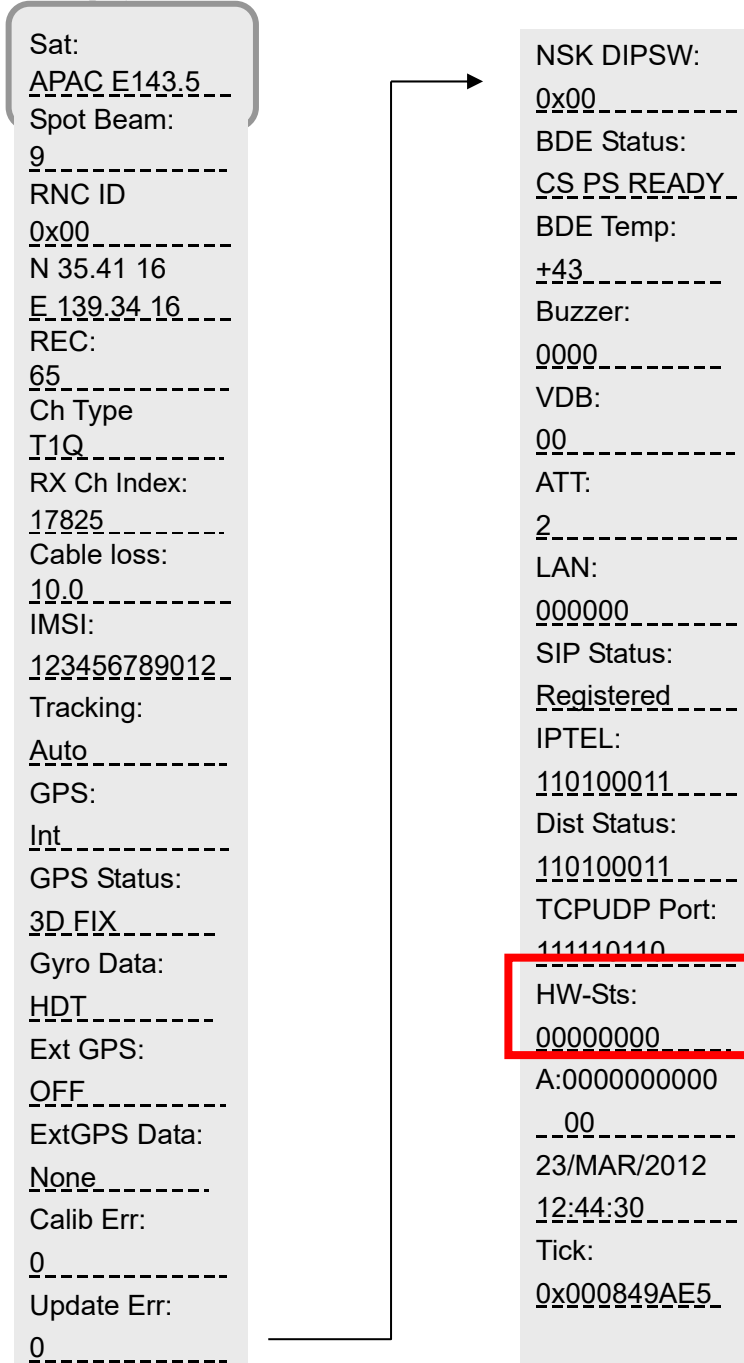 Sat:
APAC E143.5
Spot Beam:
9
RNC ID
0x00
N 35.41 16
E 139.34 16
REC:
65
Ch Type
T1Q
RX Ch Index:
17825
Cable loss:
10.0
IMSI:
123456789012
Tracking:
Auto
GPS:
Int
GPS Status:
3D FIX
Gyro Data:
HDT
Ext GPS:
OFF
ExtGPS Data:
None
Calib Err:
0
Update Err:
0
NSK DIPSW:
0x00
BDE Status:
CS PS READY
BDE Temp:
+43
Buzzer:
0000
VDB:
00
ATT:
2
LAN:
000000
SIP Status:
Registered
IPTEL:
110100011
Dist Status:
110100011
TCPUDP Port:
111110110
HW-Sts:
00000000
A:0000000000
00
23/MAR/2012
12:44:30
Tick:
0x000849AE5